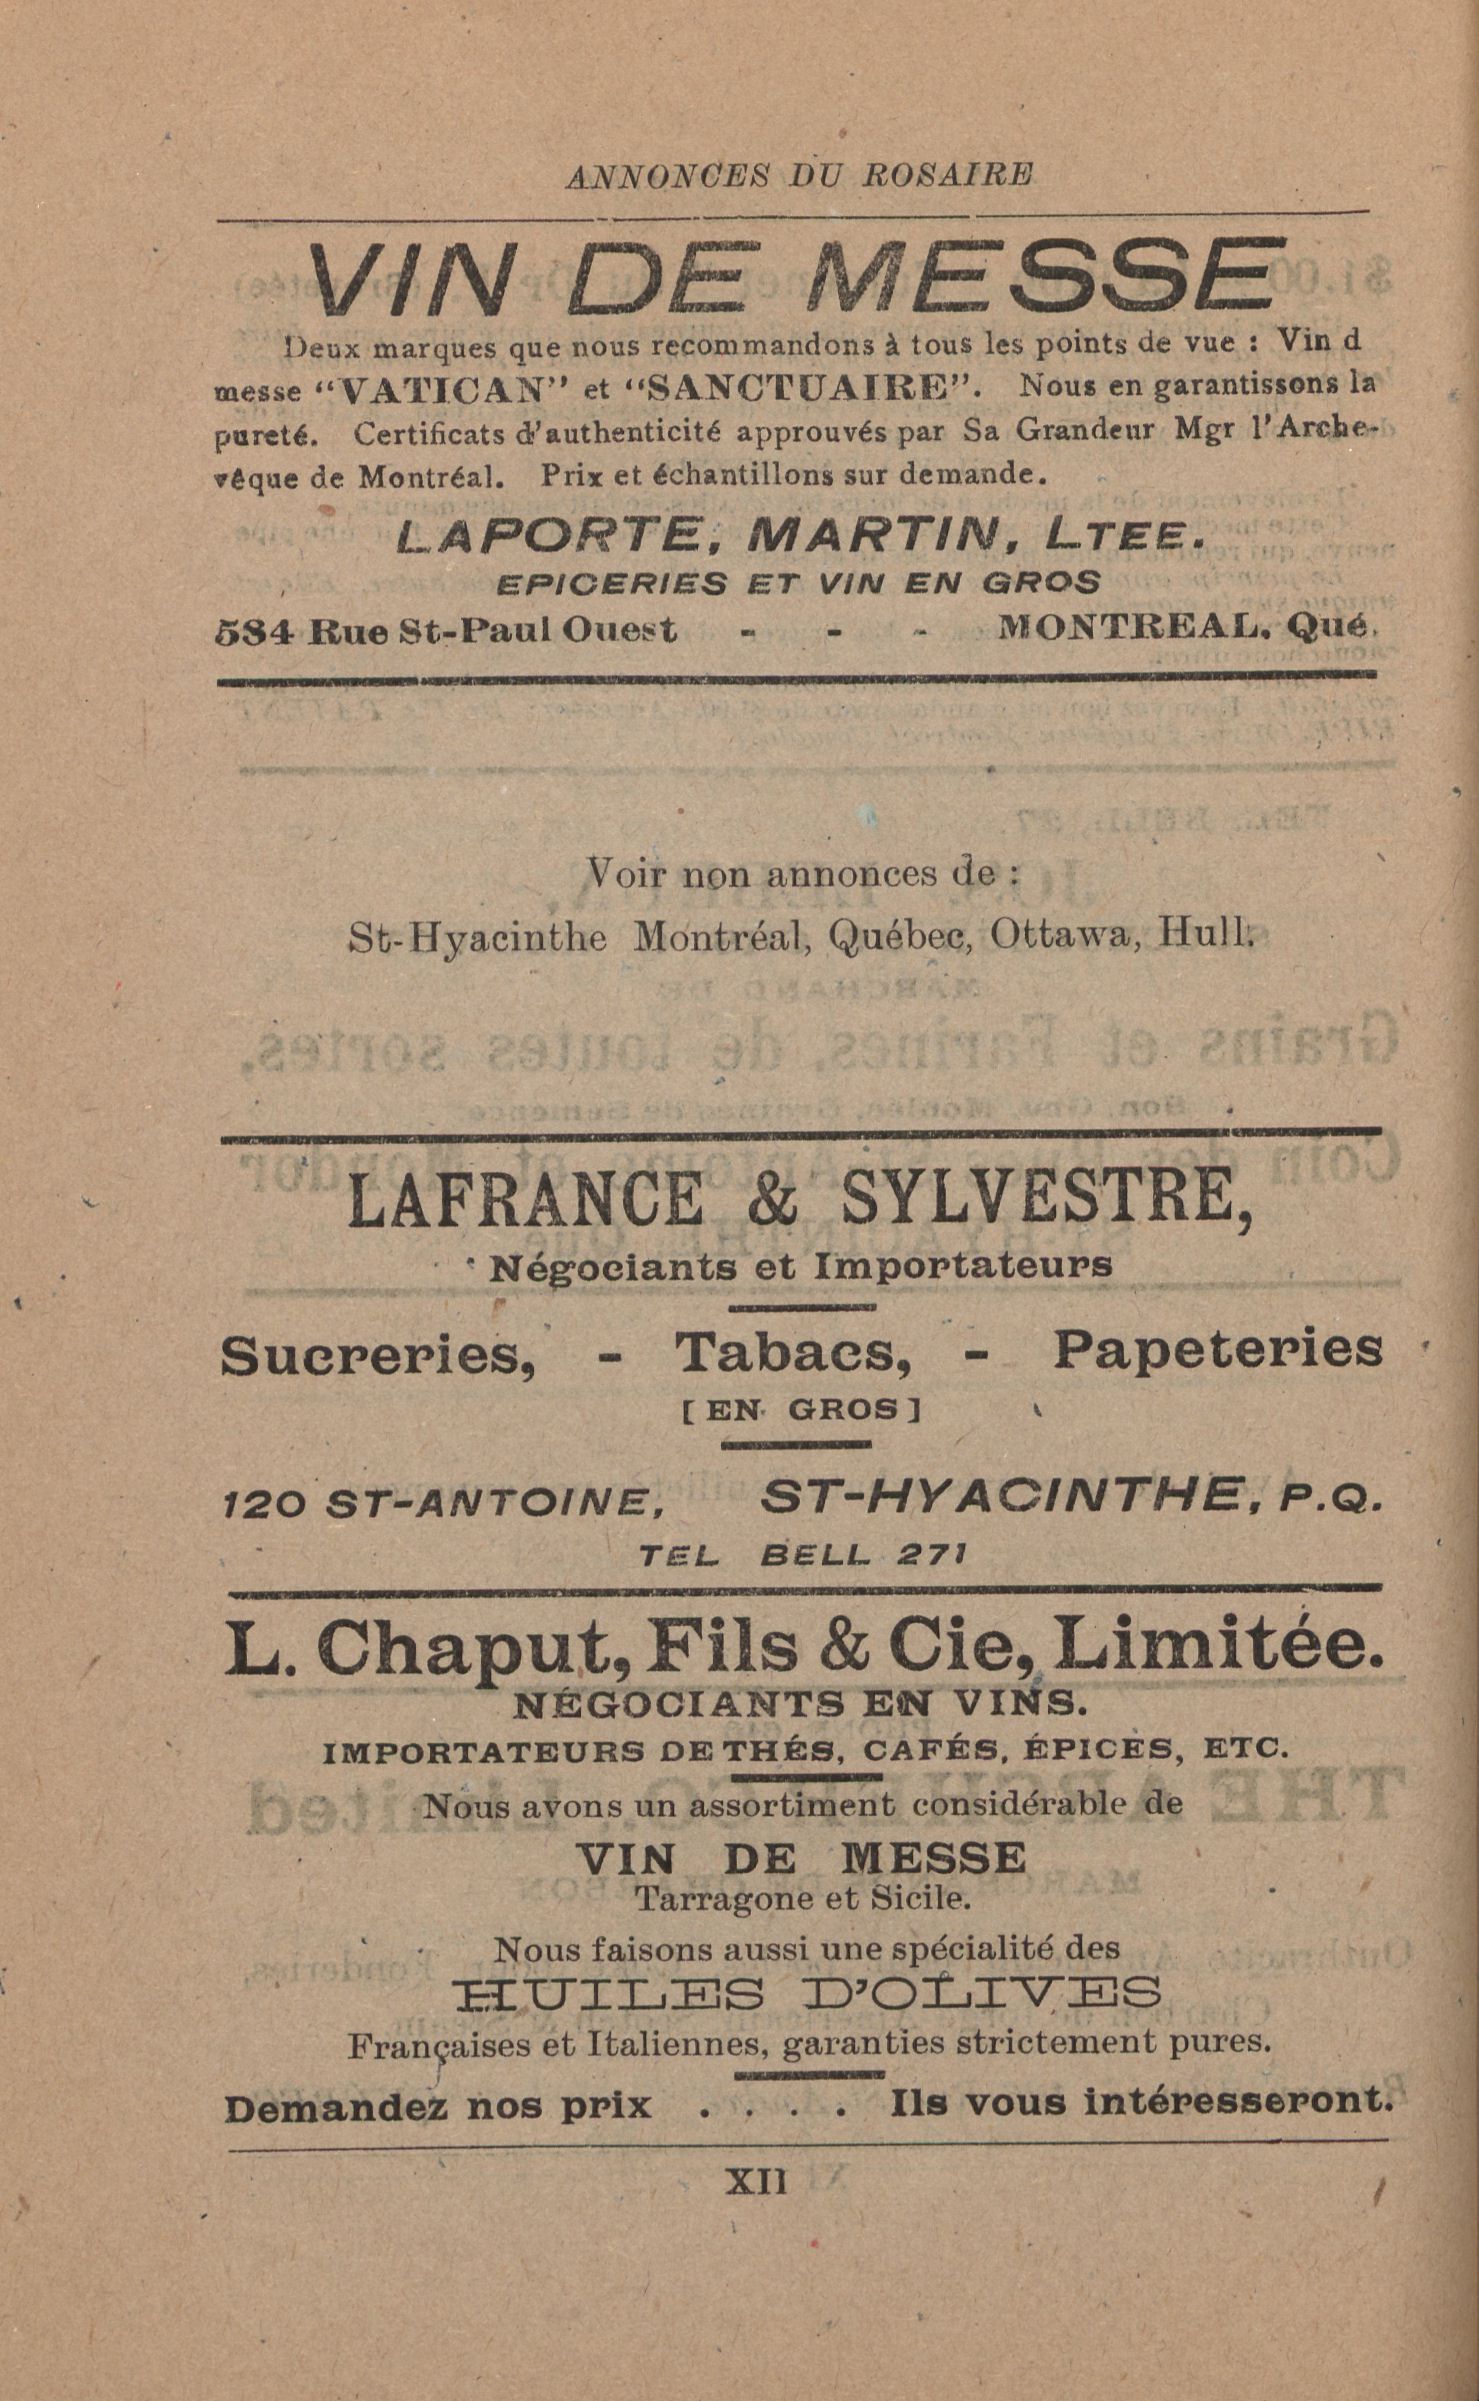 ANNONCES DU ROSAIRE
VIN DE MESSE
Deux marques que nous recommandons à tous les points de vue : Vin d
messe “VATICAN” et “SANCTUAIRE”. Nous en garantissons la
pureté. Certificats d’authenticité approuvés par Sa Grandeur Mgr l’Arche-
vêque de Montréal. Prix et échantillons sur demande.
LAPORTE, MARTIN, LTEE.
EPICERIES ET VIN EN GROS
584 Rue St-Paul Ouest - - - MONTREAL, Qué.
Voir non annonces de :
St-Hyacinthe Montréal, Québec, Ottawa, Hull.
LAFRANCE & SYLVESTRE,
Négociants et Importateurs
Sucreries, - Tabacs, - Papeteries
[EN GROS]
120 ST-ANTOINE, ST-HYACINTHE, P.Q.
TEL BELL 271
L. Chaput, Fils & Cie, Limitée.
NÉGOCIANTS EN VINS.
IMPORTATEURS DE THÉS, CAFÉS, ÉPICES, ETC.
Nous avons un assortiment considérable de
VIN DE MESSE
Tarragone et Sicile.
Nous faisons aussi une spécialité des
HUILES D’OLIVES
Françaises et Italiennes, garanties strictement pures.
Demandez nos prix . . . . Ils vous intéresseront.
XII